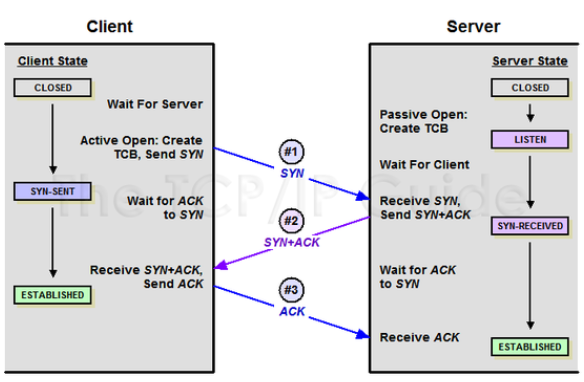 Client
Server
Client State
CLOSED
Wait For Server
Active Open: Create
TCB, Send SYN
SYN-SENT
Wait for ACK
to SYN
Receive SYN+ACK,
Send ACK
ESTABLISHED
#1
SYN
#2
SYN+ACK
#3
ACK
Server State
CLOSED
Passive Open:
Create TCB
LISTEN
Wait For Client
Receive SYN,
Send SYN+ACK
SYN-RECEIVED
Wait for ACK
to SYN
Receive ACK
ESTABLISHED
The TCP/IP Guide